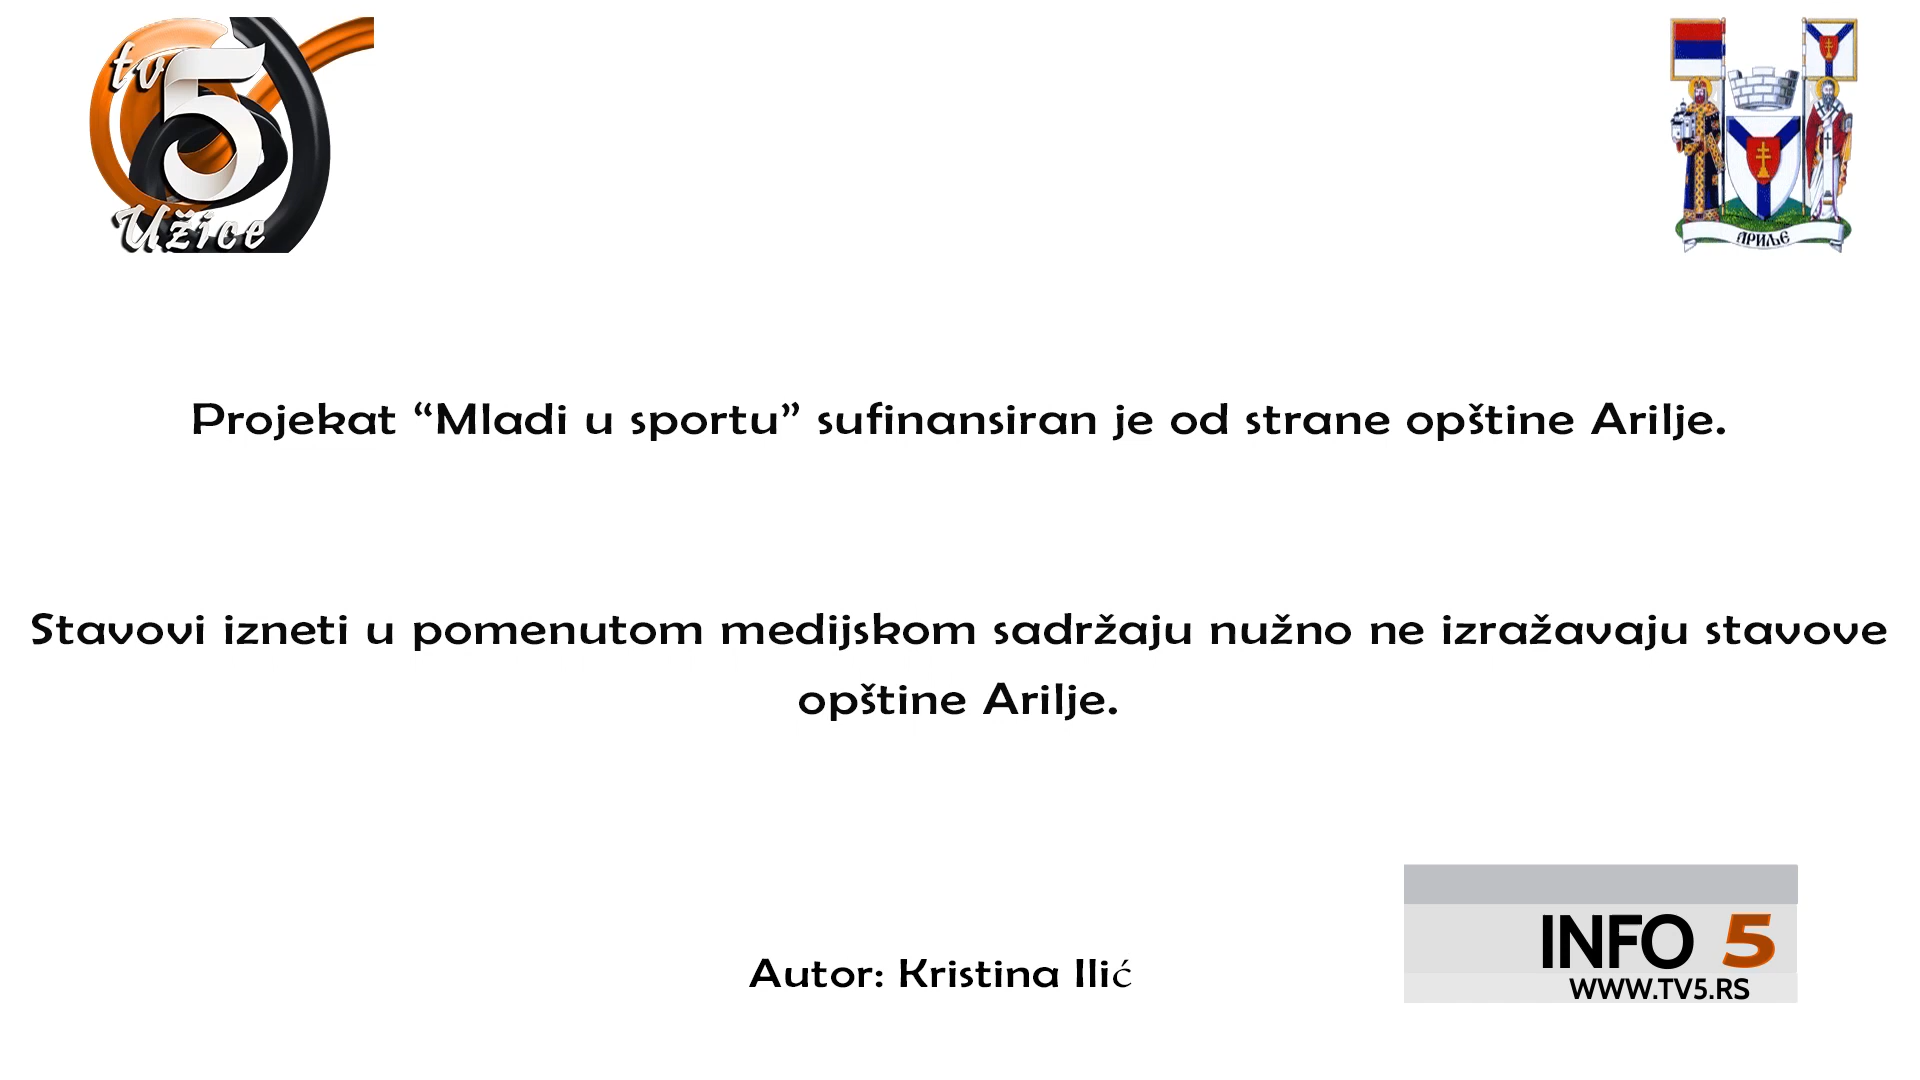 tv 5
Užice
АРИЉЕ
Projekat “Mladi u sportu” sufinansiran je od strane opštine Arilje.
Stavovi izneti u pomenutom medijskom sadržaju nužno ne izražavaju stavove
opštine Arilje.
Autor: Kristina Ilić
INFO 5
WWW.TV5.RS